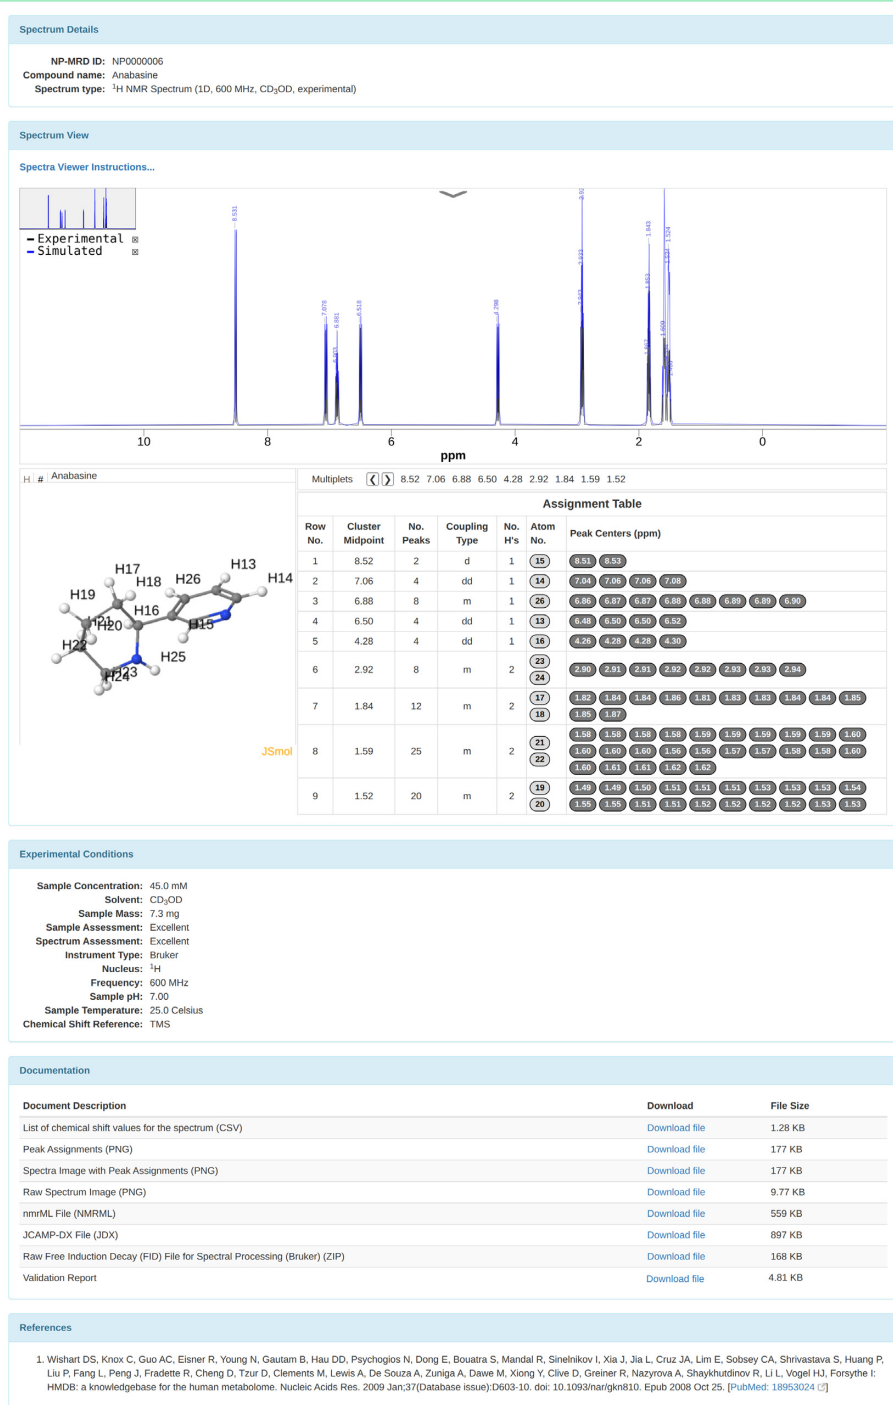 Spectrum Details
NP-MRD ID: NP0000006
Compound name: Anabasine
Spectrum type: ¹H NMR Spectrum (1D, 600 MHz, CD₃OD, experimental)
Spectrum View
Spectra Viewer Instructions...
Experimental
Simulated
8.531
7.078
6.881
6.518
4.298
2.933
1.843
1.853
1.609
1.524
10 8 6 4 2 0
ppm
H # Anabasine
H17 H13
H18 H26 H14
H19
H16
H21 H20 H15
H22
H25
H23
H24
JSmol
Multiplets 8.52 7.06 6.88 6.50 4.28 2.92 1.84 1.59 1.52
Assignment Table
Row No. Cluster Midpoint No. Peaks Coupling Type No. H's Atom No. Peak Centers (ppm)
1 8.52 2 d 1 15 8.51 8.53
2 7.06 4 dd 1 14 7.04 7.06 7.06 7.08
3 6.88 8 m 1 26 6.86 6.87 6.87 6.88 6.88 6.89 6.89 6.90
4 6.50 4 dd 1 13 6.48 6.50 6.50 6.52
5 4.28 4 dd 1 16 4.26 4.28 4.28 4.30
6 2.92 8 m 2 23 24 2.90 2.91 2.91 2.92 2.92 2.93 2.93 2.94
7 1.84 12 m 2 17 18 1.82 1.84 1.84 1.86 1.81 1.83 1.83 1.84 1.84 1.85
1.85 1.87
8 1.59 25 m 2 21 22 1.58 1.58 1.58 1.58 1.59 1.59 1.59 1.59 1.59 1.60
1.60 1.60 1.60 1.56 1.56 1.57 1.57 1.58 1.58 1.60
1.60 1.61 1.61 1.62 1.62
9 1.52 20 m 2 19 20 1.49 1.49 1.50 1.51 1.51 1.51 1.53 1.53 1.53 1.54
1.55 1.55 1.51 1.51 1.52 1.52 1.52 1.52 1.53 1.53
Experimental Conditions
Sample Concentration: 45.0 mM
Solvent: CD₃OD
Sample Mass: 7.3 mg
Sample Assessment: Excellent
Spectrum Assessment: Excellent
Instrument Type: Bruker
Nucleus: ¹H
Frequency: 600 MHz
Sample pH: 7.00
Sample Temperature: 25.0 Celsius
Chemical Shift Reference: TMS
Documentation
Document Description Download File Size
List of chemical shift values for the spectrum (CSV) Download file 1.28 KB
Peak Assignments (PNG) Download file 177 KB
Spectra Image with Peak Assignments (PNG) Download file 177 KB
Raw Spectrum Image (PNG) Download file 9.77 KB
nmrML File (NMRML) Download file 559 KB
JCAMP-DX File (JDX) Download file 897 KB
Raw Free Induction Decay (FID) File for Spectral Processing (Bruker) (ZIP) Download file 168 KB
Validation Report Download file 4.81 KB
References
1. Wishart DS, Knox C, Guo AC, Eisner R, Young N, Gautam B, Hau DD, Psychogios N, Dong E, Bouatra S, Mandal R, Sinelnikov I, Xia J, Jia L, Cruz JA, Lim E, Sobsey CA, Shrivastava S, Huang P,
Liu P, Fang L, Peng J, Fradette R, Cheng D, Tzur D, Clements M, Lewis A, De Souza A, Zuniga A, Dawe M, Xiong Y, Clive D, Greiner R, Nazyrova A, Shaykhutdinov R, Li L, Vogel HJ, Forsythe I:
HMDB: a knowledgebase for the human metabolome. Nucleic Acids Res. 2009 Jan;37(Database issue):D603-10. doi: 10.1093/nar/gkn810. Epub 2008 Oct 25. [PubMed: 18953024]